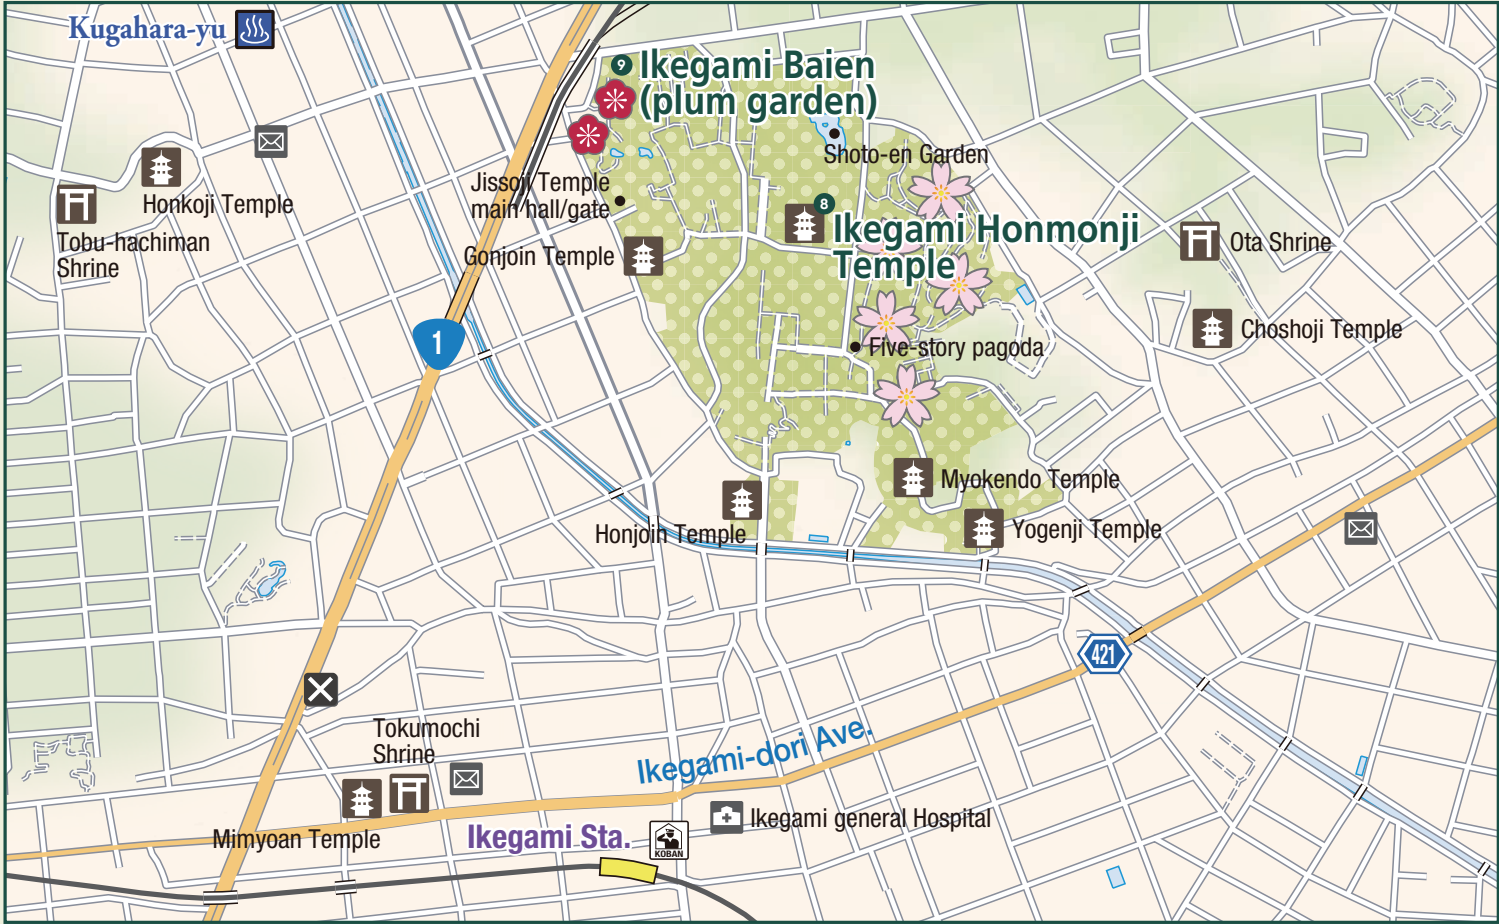 Kugahara-yu
9
Ikegami Baien
(plum garden)
Shoto-en Garden
Jissoji Temple
main hall/gate
Honkoji Temple
8
Ikegami Honmonji
Temple
Tobu-hachiman
Shrine
Gonjoin Temple
Ota Shrine
Choshoji Temple
1
Five-story pagoda
Myokendo Temple
Honjoin Temple
Yogenji Temple
421
Tokumochi
Shrine
Ikegami-dori Ave.
Mimyoan Temple
Ikegami Sta.
KOBAN
Ikegami general Hospital